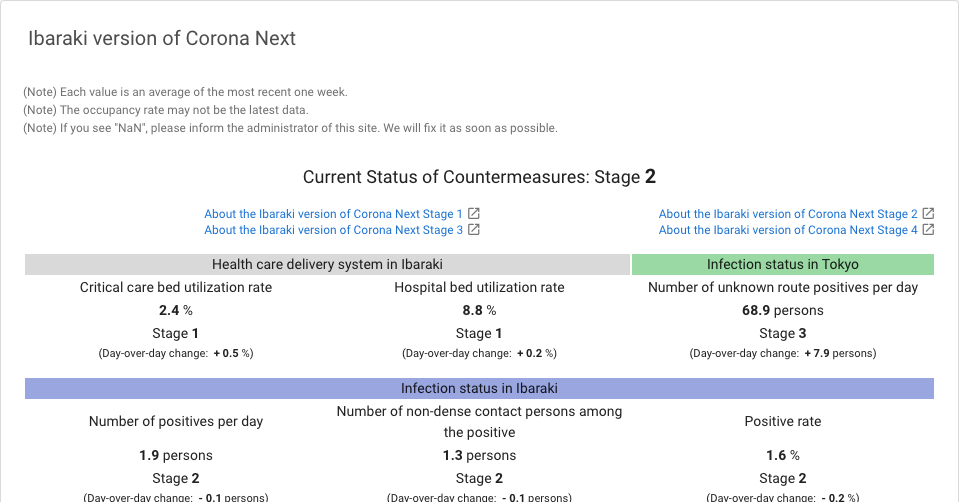 Ibaraki version of Corona Next
(Note) Each value is an average of the most recent one week.
(Note) The occupancy rate may not be the latest data.
(Note) If you see "NaN", please inform the administrator of this site. We will fix it as soon as possible.
Current Status of Countermeasures: Stage 2
About the Ibaraki version of Corona Next Stage 1
About the Ibaraki version of Corona Next Stage 2
About the Ibaraki version of Corona Next Stage 3
About the Ibaraki version of Corona Next Stage 4
Health care delivery system in Ibaraki
Infection status in Tokyo
Critical care bed utilization rate
2.4 %
Stage 1
(Day-over-day change: + 0.5 %)
Hospital bed utilization rate
8.8 %
Stage 1
(Day-over-day change: + 0.2 %)
Number of unknown route positives per day
68.9 persons
Stage 3
(Day-over-day change: + 7.9 persons)
Infection status in Ibaraki
Number of positives per day
1.9 persons
Stage 2
(Day-over-day change: - 0.1 persons)
Number of non-dense contact persons among
the positive
1.3 persons
Stage 2
(Day-over-day change: - 0.1 persons)
Positive rate
1.6 %
Stage 2
(Day-over-day change: - 0.2 %)